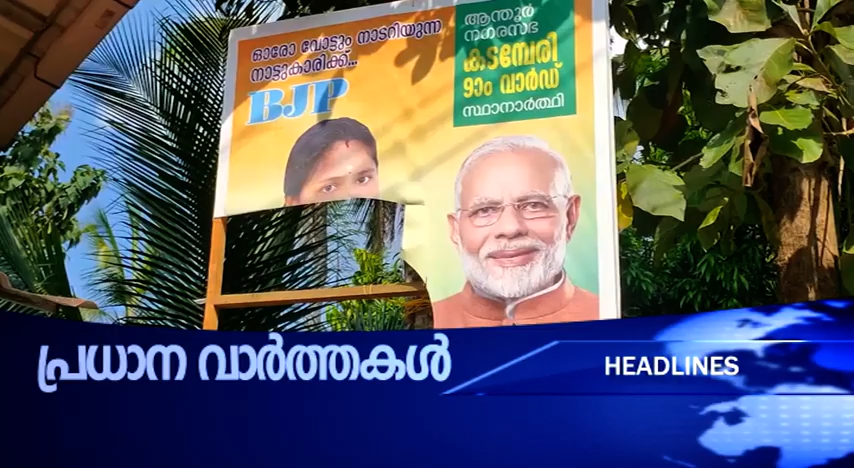 ഓരോ വോട്ടും നാടറിയുന്ന
നാട്ടുകാരിക്ക്...
BJP
ആന്തൂർ
നഗരസഭ
കടമ്പേരി
9ാം വാർഡ്
സ്ഥാനാർത്ഥി
പ്രധാന വാർത്തകൾ
HEADLINES